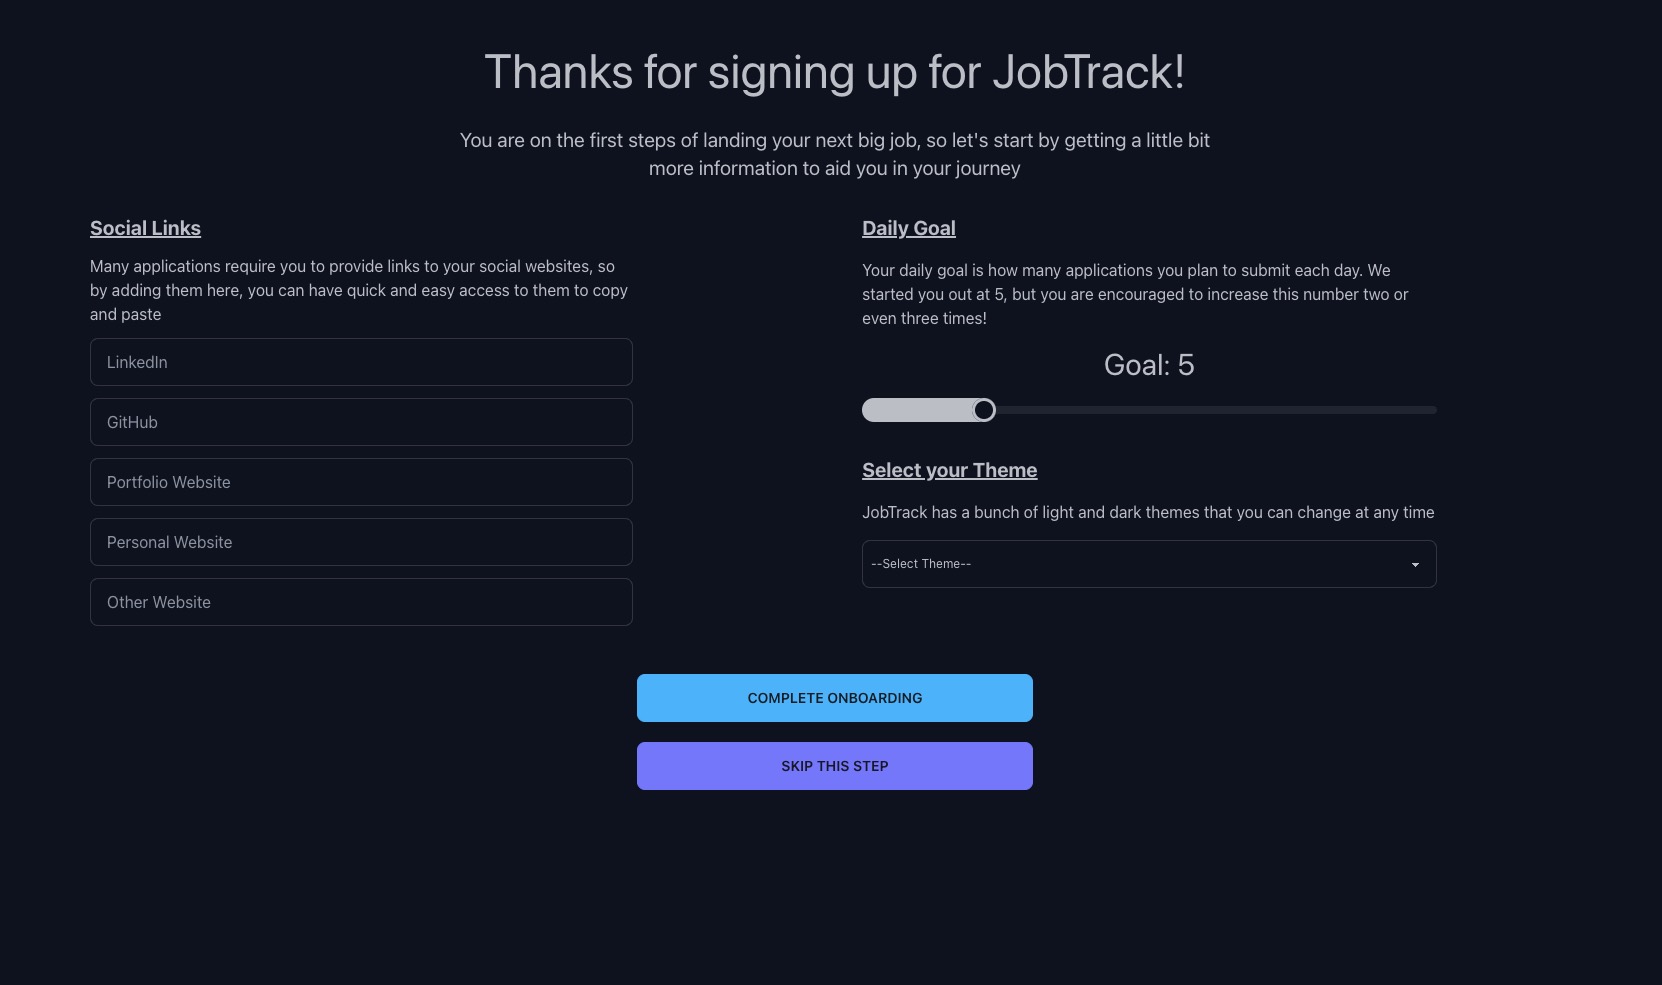 Thanks for signing up for JobTrack!
You are on the first steps of landing your next big job, so let's start by getting a little bit
more information to aid you in your journey
Social Links
Many applications require you to provide links to your social websites, so
by adding them here, you can have quick and easy access to them to copy
and paste
LinkedIn
GitHub
Portfolio Website
Personal Website
Other Website
Daily Goal
Your daily goal is how many applications you plan to submit each day. We
started you out at 5, but you are encouraged to increase this number two or
even three times!
Goal: 5
Select your Theme
JobTrack has a bunch of light and dark themes that you can change at any time
--Select Theme--
COMPLETE ONBOARDING
SKIP THIS STEP